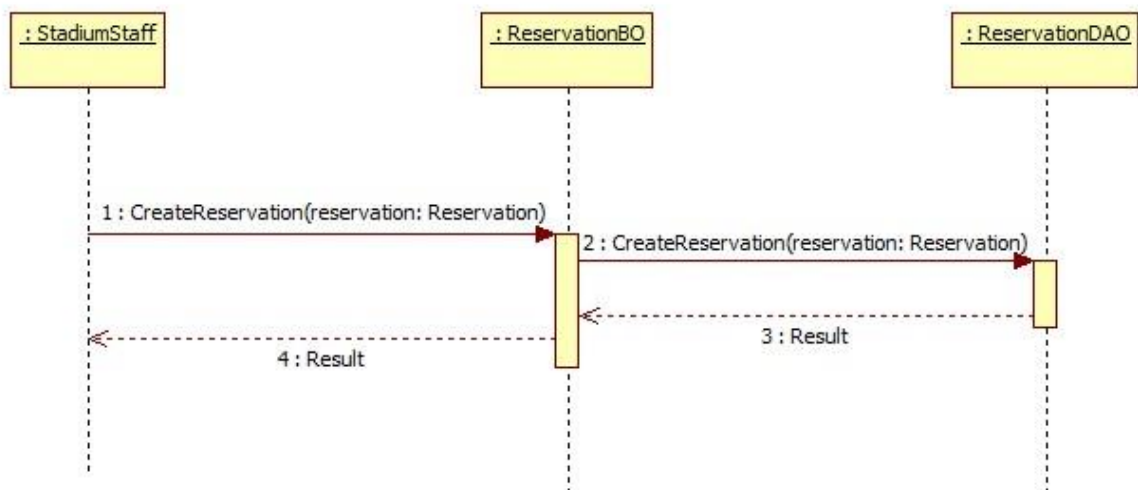 : StadiumStaff
: ReservationBO
: ReservationDAO
1 : CreateReservation(reservation: Reservation)
2 : CreateReservation(reservation: Reservation)
3 : Result
4 : Result